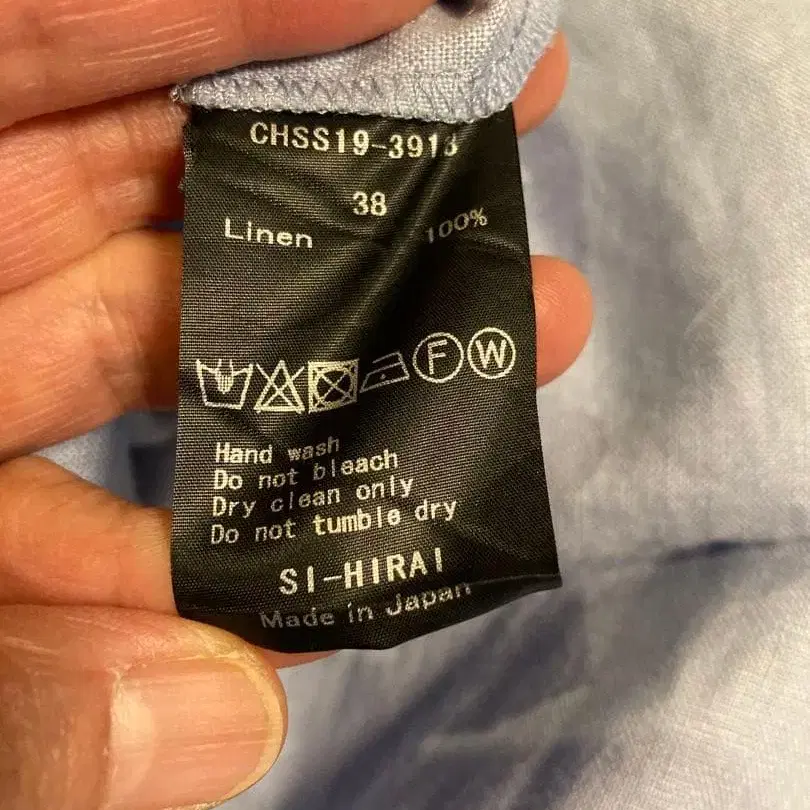 CHSS19-3913
38
Linen 100%
F W
Hand wash
Do not bleach
Dry clean only
Do not tumble dry
SI-HIRAI
Made in Japan